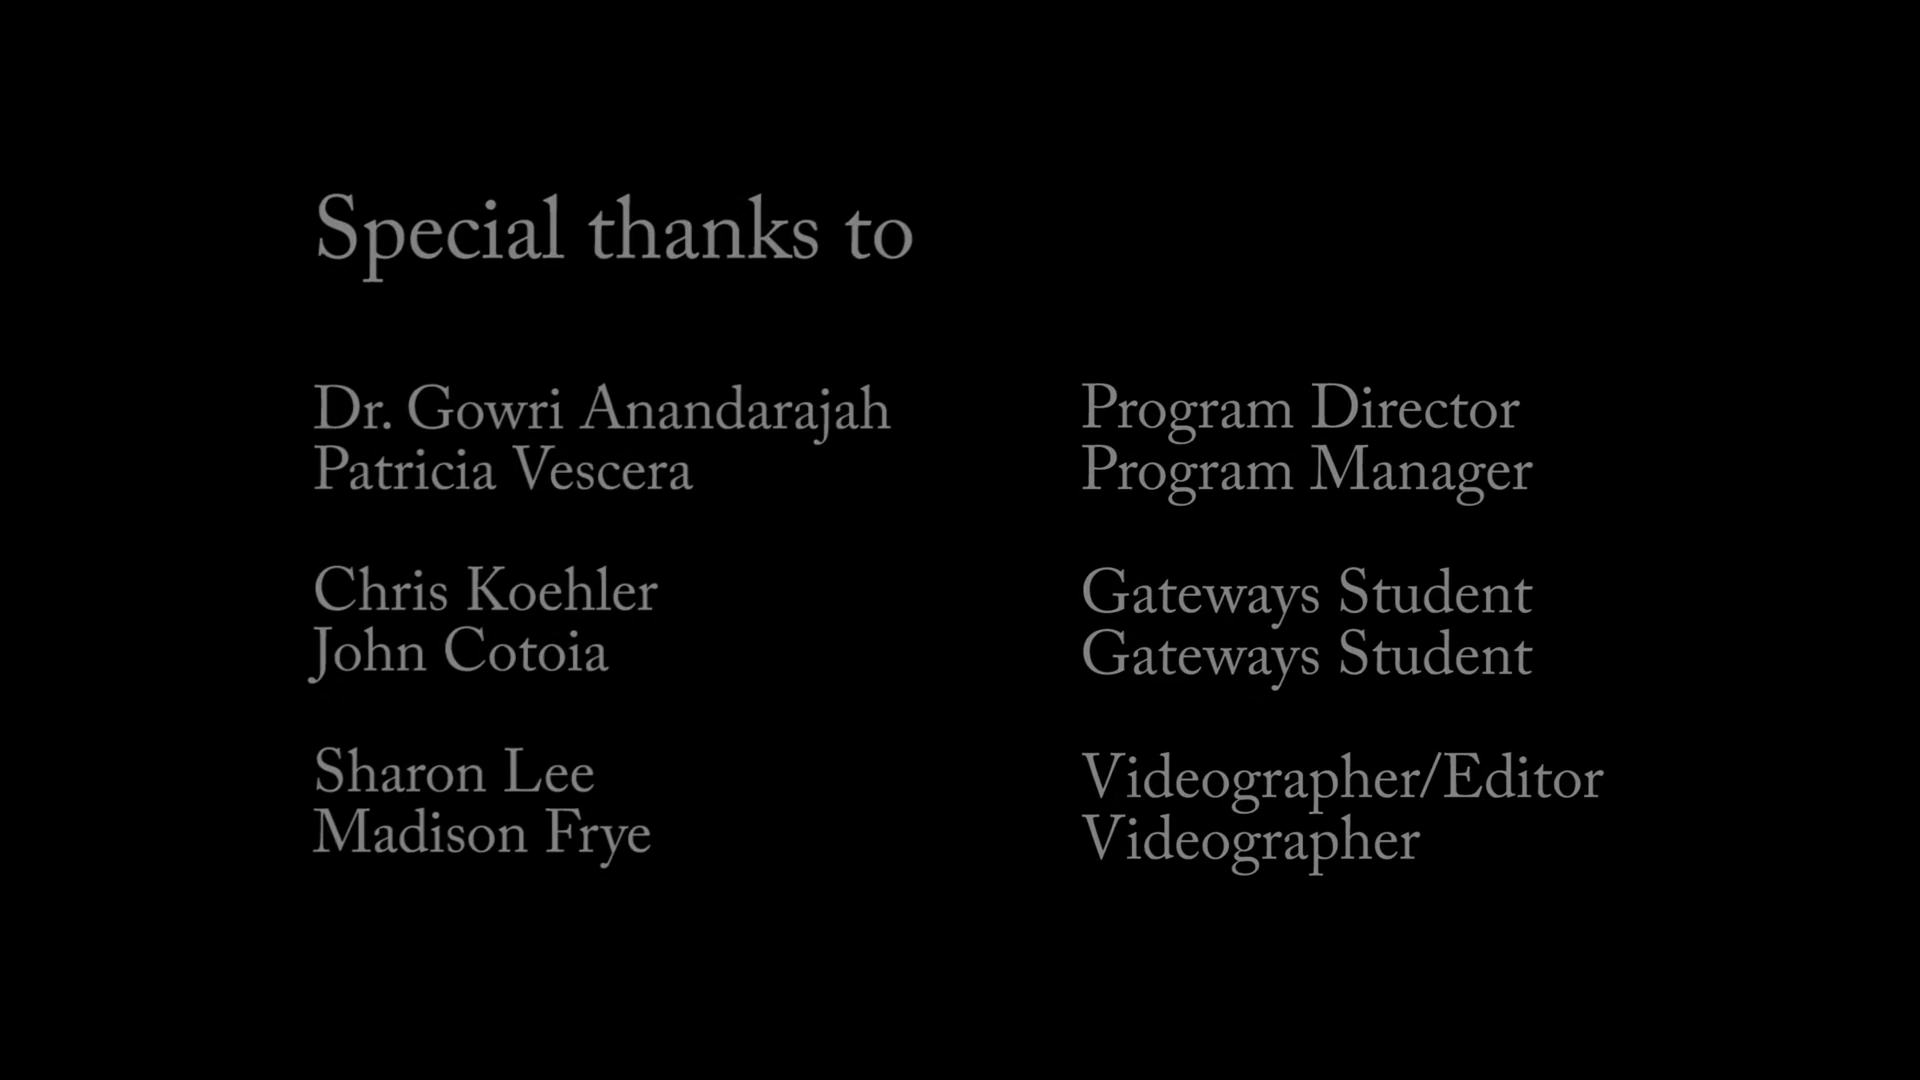 Special thanks to
Dr. Gowri Anandarajah Program Director
Patricia Vescera Program Manager
Chris Koehler Gateways Student
John Cotoia Gateways Student
Sharon Lee Videographer/Editor
Madison Frye Videographer